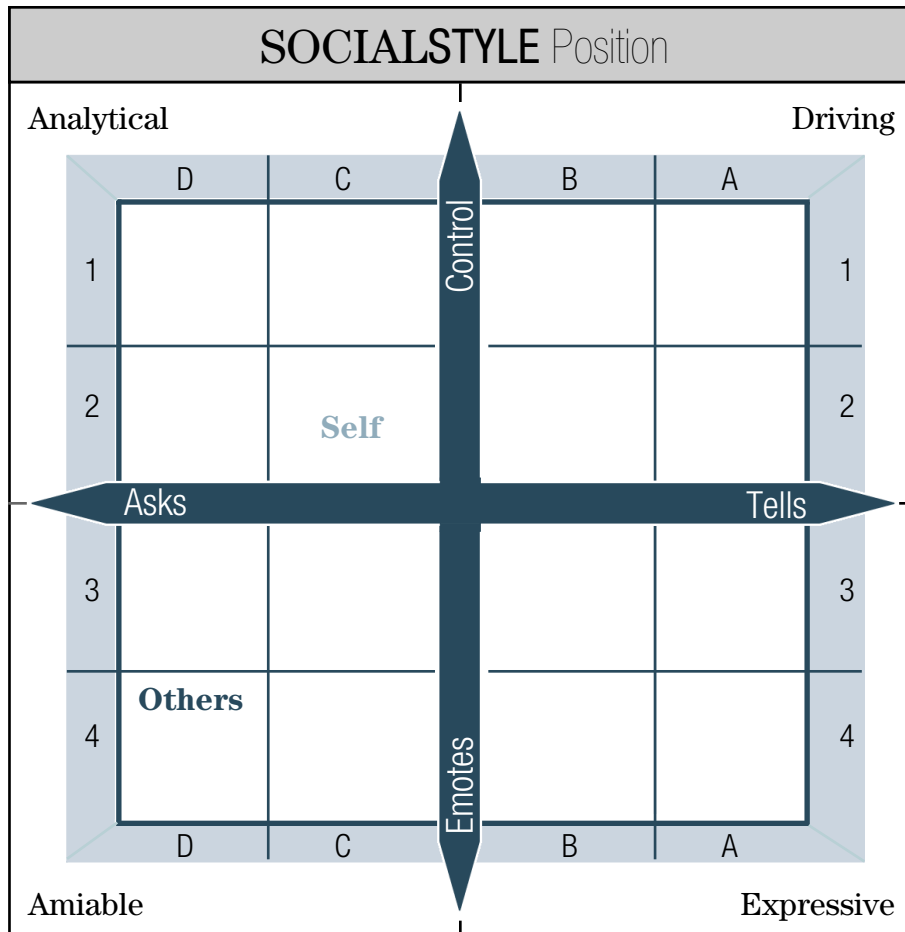 SOCIALSTYLE Position
Analytical Driving
D C B A
Control
1 1
2 2
Self
Asks Tells
3 3
Others
4 4
Emotes
D C B A
Amiable Expressive